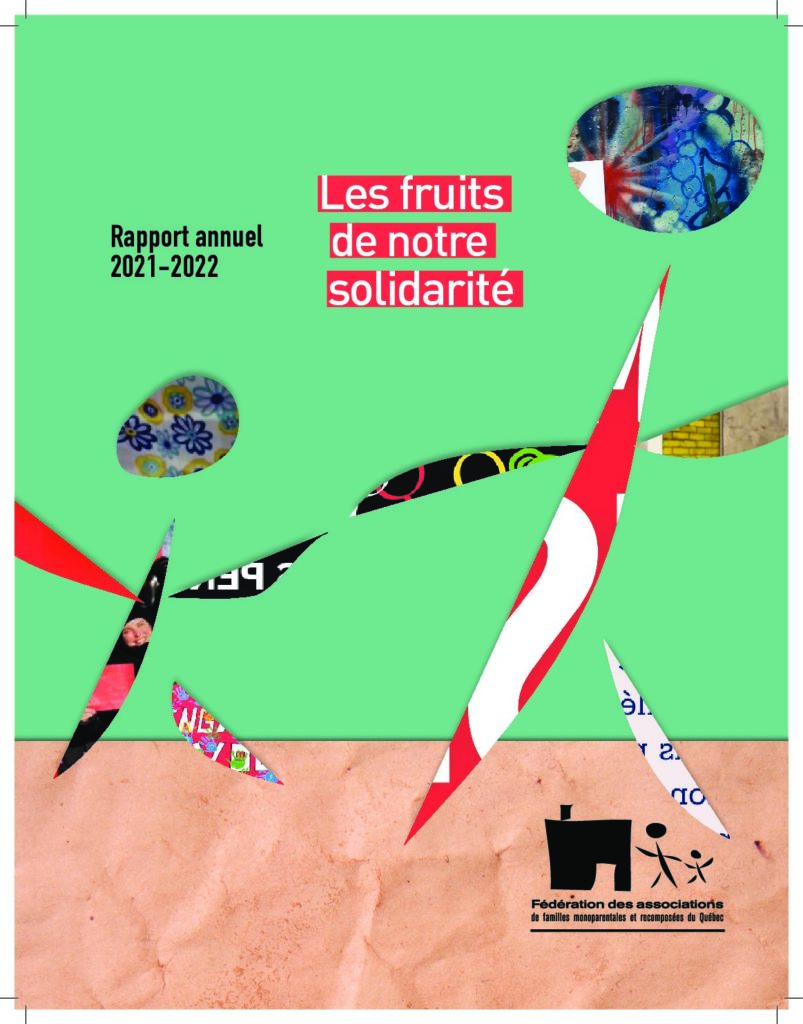 Rapport annuel
2021-2022
Les fruits
de notre
solidarité
Fédération des associations
de familles monoparentales et recomposées du Québec